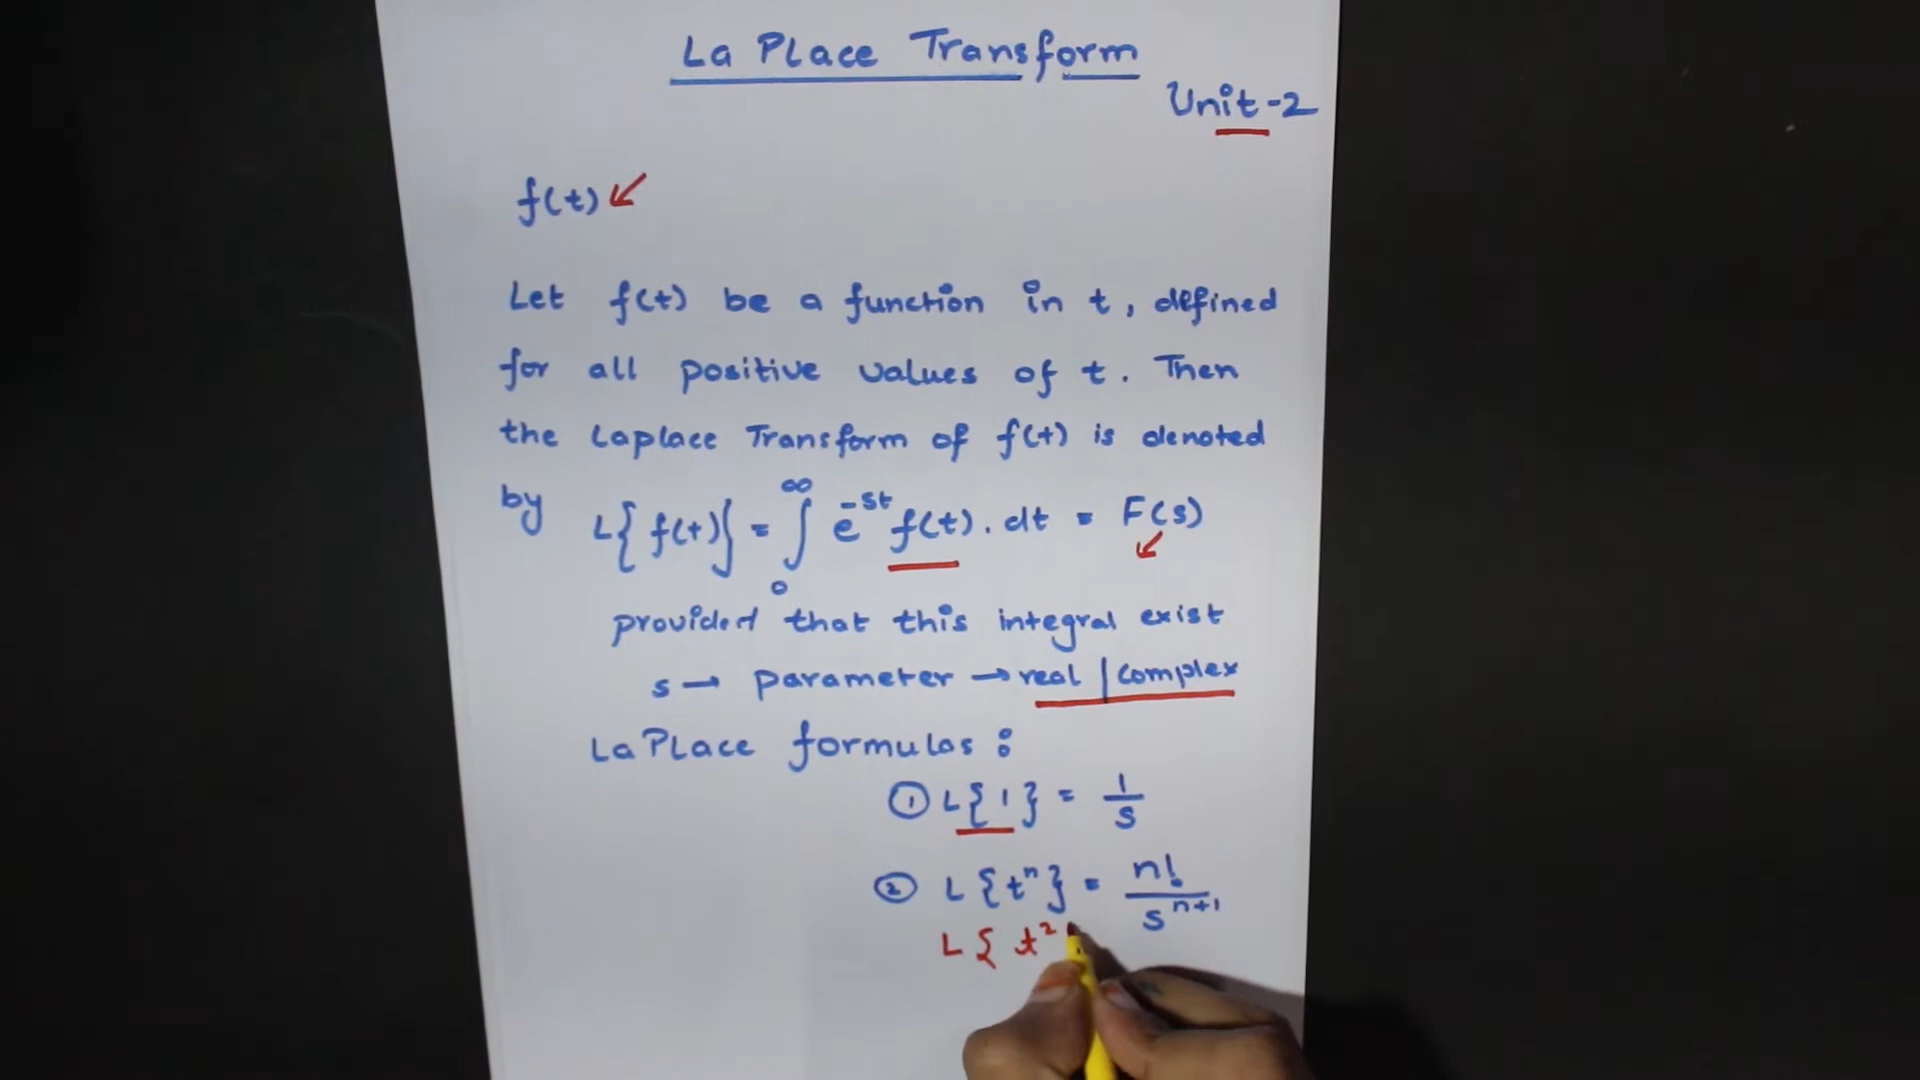 La Place Transform
Unit-2
f(t) ↙
Let f(t) be a function in t, defined
for all positive values of t. Then
the Laplace Transform of f(t) is denoted
by L{f(t)} = ∫₀^∞ e^-st f(t). dt = F(s)
↙
provided that this integral exist
s → parameter → real | complex
LaPlace formulas :
① L{1} = 1/s
② L{t^n} = n!/s^n+1
L{ t²